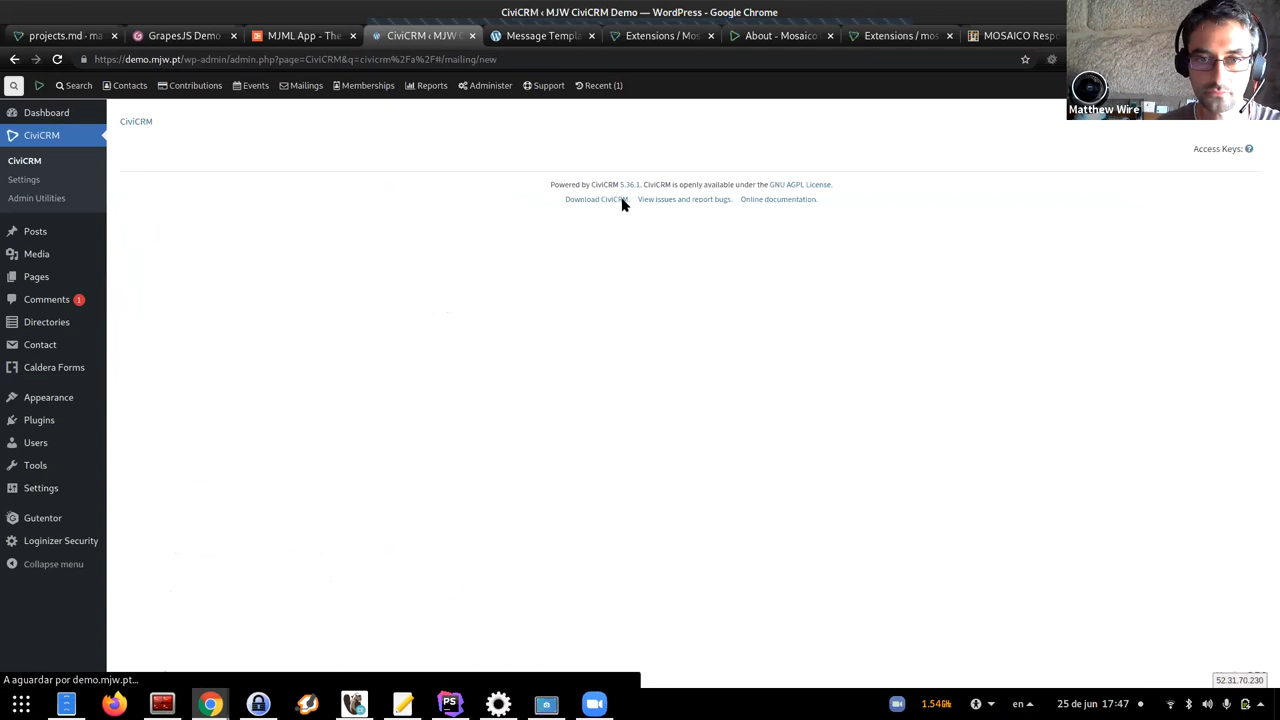 CiviCRM ‹ MJW CiviCRM Demo — WordPress - Google Chrome
projects.md - ma
GrapesJS Demo
MJML App - The
CiviCRM ‹ MJW C
Message Templa
Extensions / Mos
About - Mosaico
Extensions / mos
MOSAICO Resp
https://demo.mjw.pt/wp-admin/admin.php?page=CiviCRM&q=civicrm%2Fa%2F#/mailing/new
Search
Contacts
Contributions
Events
Mailings
Memberships
Reports
Administer
Support
Recent (1)
Matthew Wire
Dashboard
CiviCRM
CiviCRM
Settings
Admin Utilities
Posts
Media
Pages
Comments 1
Directories
Contact
Caldera Forms
Appearance
Plugins
Users
Tools
Settings
Gutentor
Loginizer Security
Collapse menu
CiviCRM
Access Keys: ?
Powered by CiviCRM 5.36.1. CiviCRM is openly available under the GNU AGPL License.
Download CiviCRM. View issues and report bugs. Online documentation.
A aguardar por demo.mjw.pt...
52.31.70.230
PS
1.54GHz
en
25 de jun 17:47